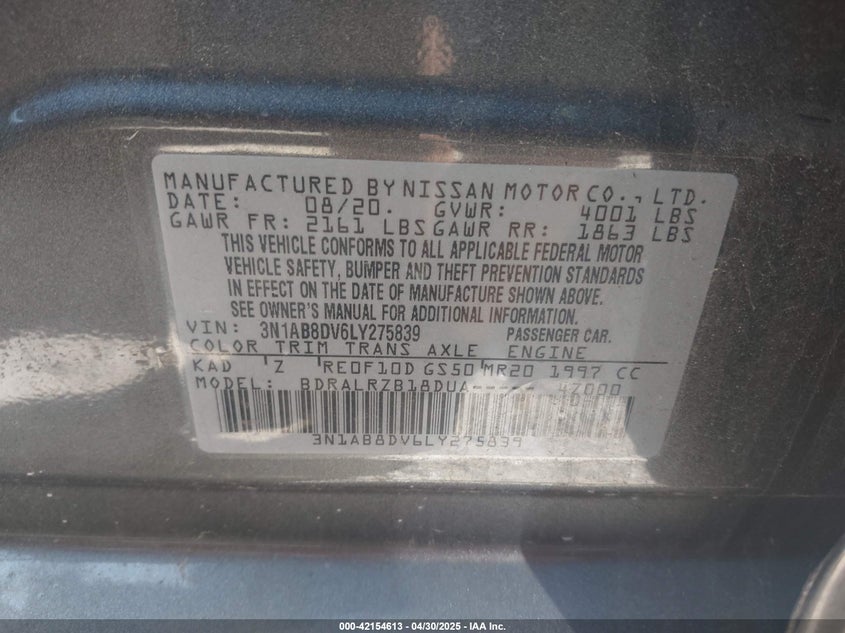 MANUFACTURED BY NISSAN MOTOR CO., LTD.
DATE: 08/20. GVWR: 4001 LBS
GAWR FR: 2161 LBS GAWR RR: 1863 LBS
THIS VEHICLE CONFORMS TO ALL APPLICABLE FEDERAL MOTOR
VEHICLE SAFETY, BUMPER AND THEFT PREVENTION STANDARDS
IN EFFECT ON THE DATE OF MANUFACTURE SHOWN ABOVE.
SEE OWNER'S MANUAL FOR ADDITIONAL INFORMATION
VIN: 3N1AB8DV6LY275839 PASSENGER CAR.
COLOR TRIM TRANS AXLE ENGINE
KAD Z RE0F10D GS50 MR20 1997 CC
MODEL: BDRALRZB18DUA----- 4Z000
3N1AB8DV6LY275839
000-42154613 - 04/30/2025 - IAA Inc.